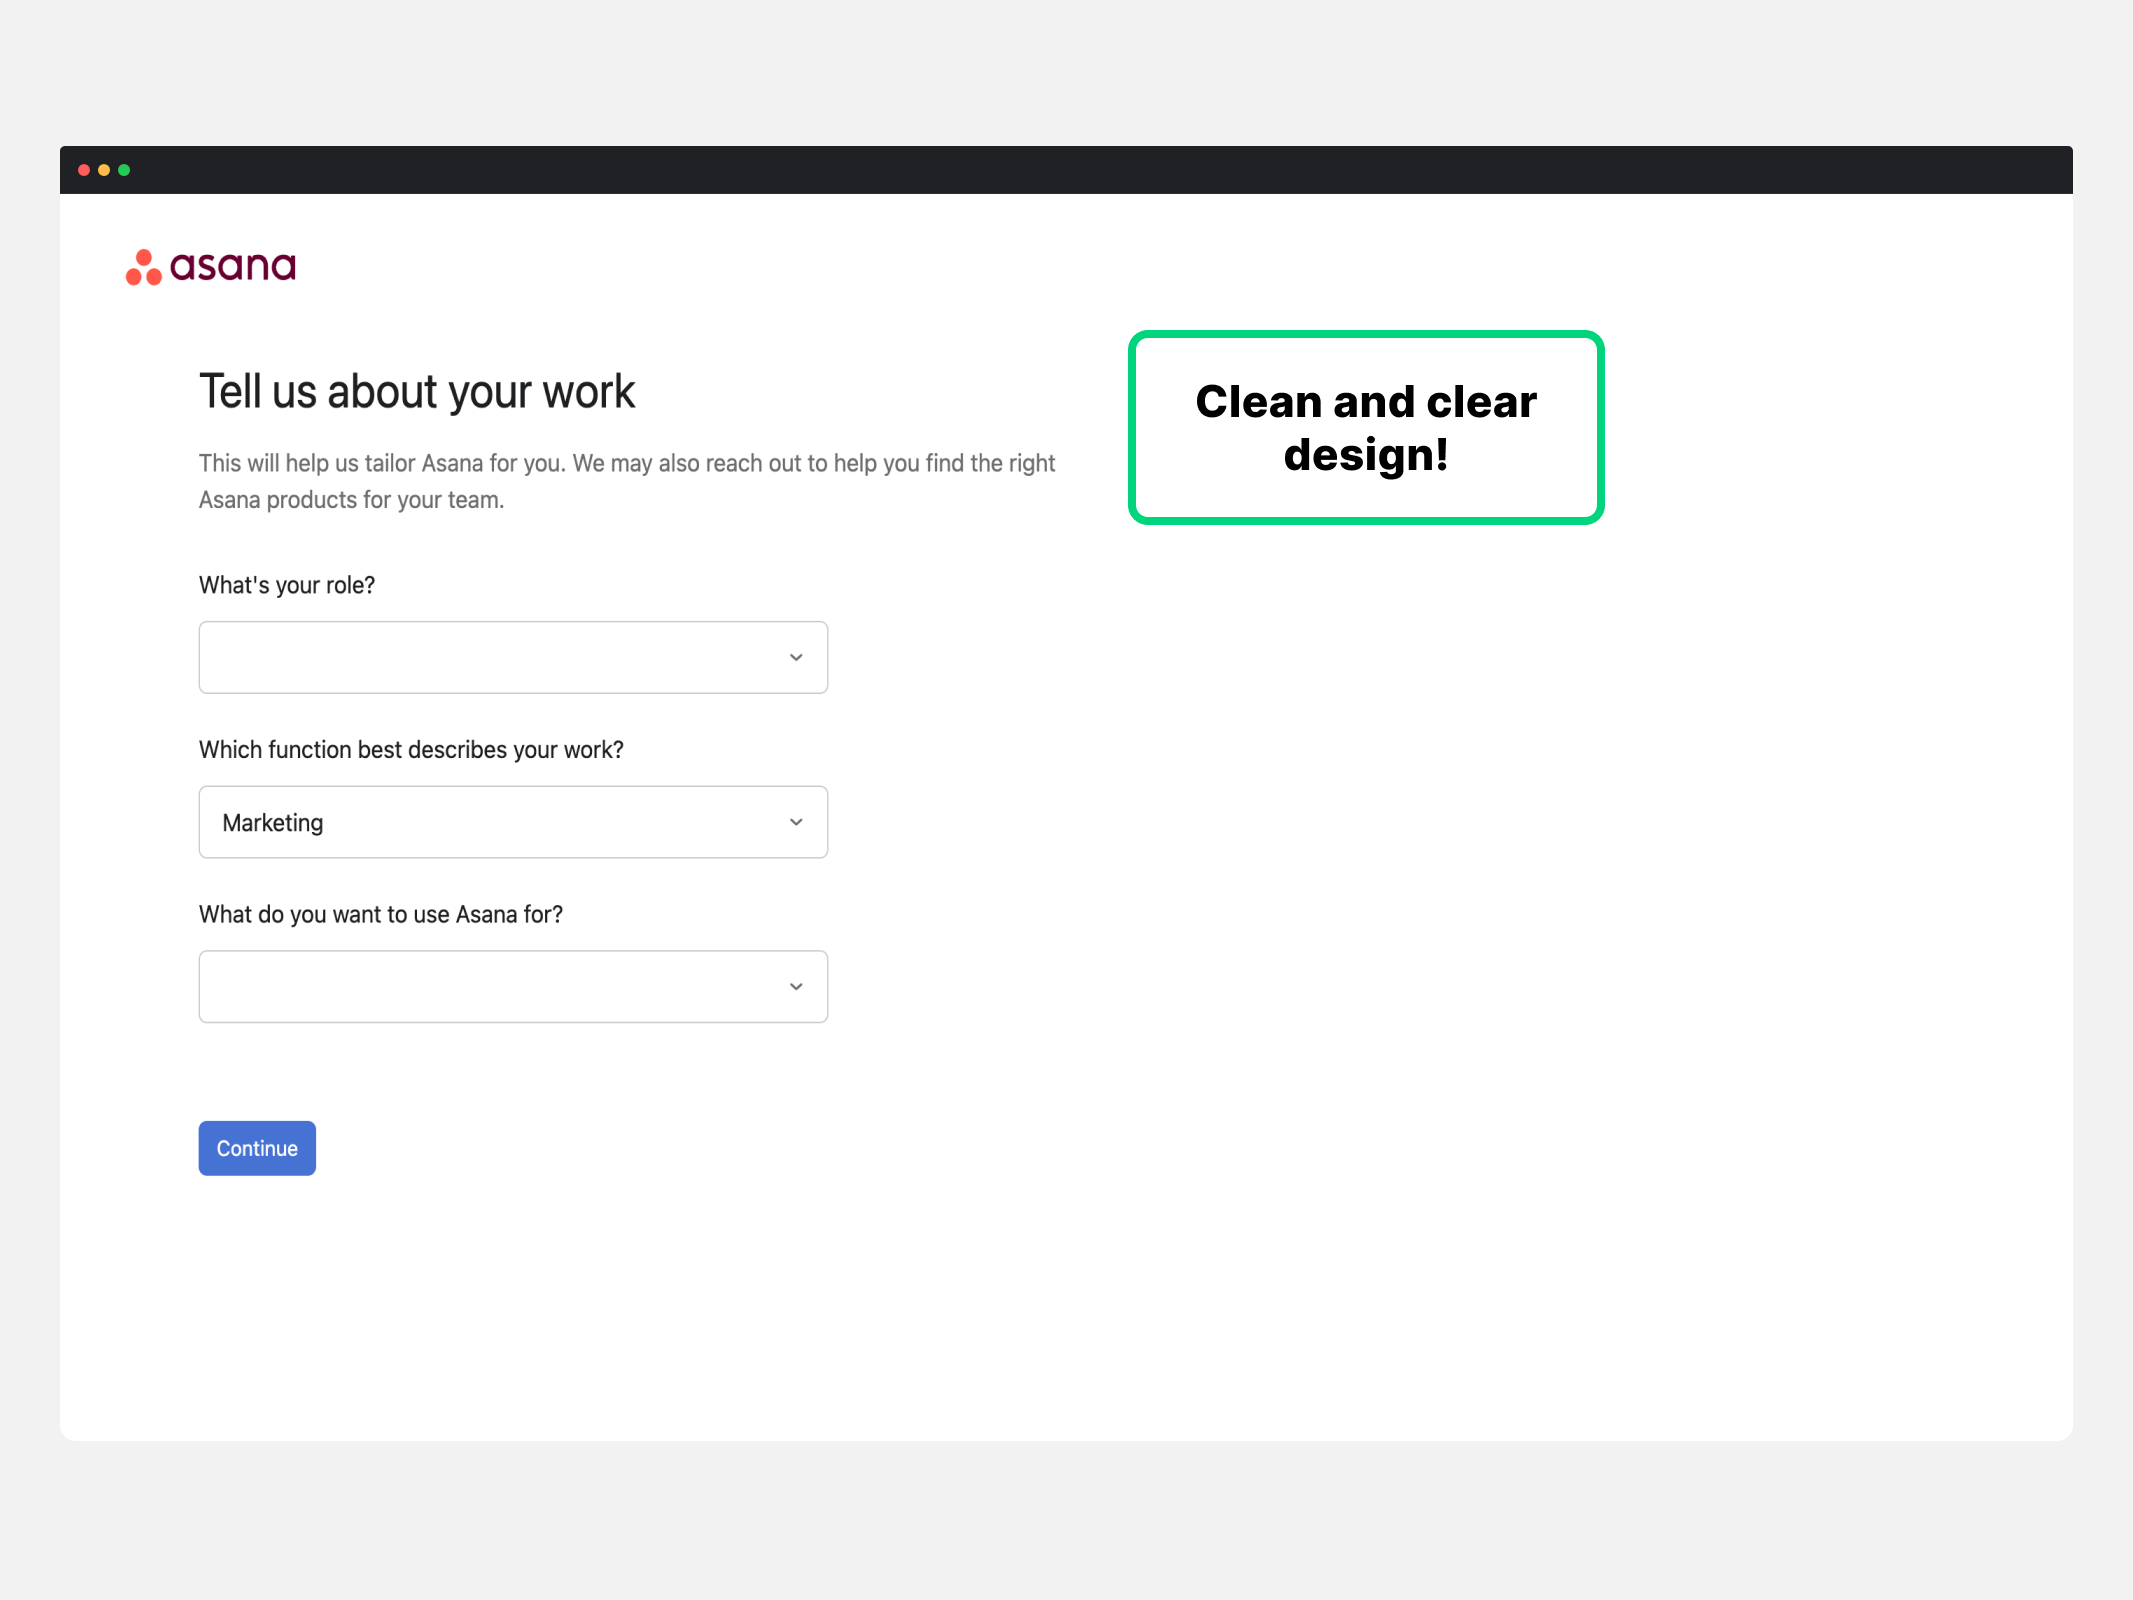 asana
Tell us about your work
This will help us tailor Asana for you. We may also reach out to help you find the right
Asana products for your team.
Clean and clear
design!
What's your role?
Which function best describes your work?
Marketing
What do you want to use Asana for?
Continue